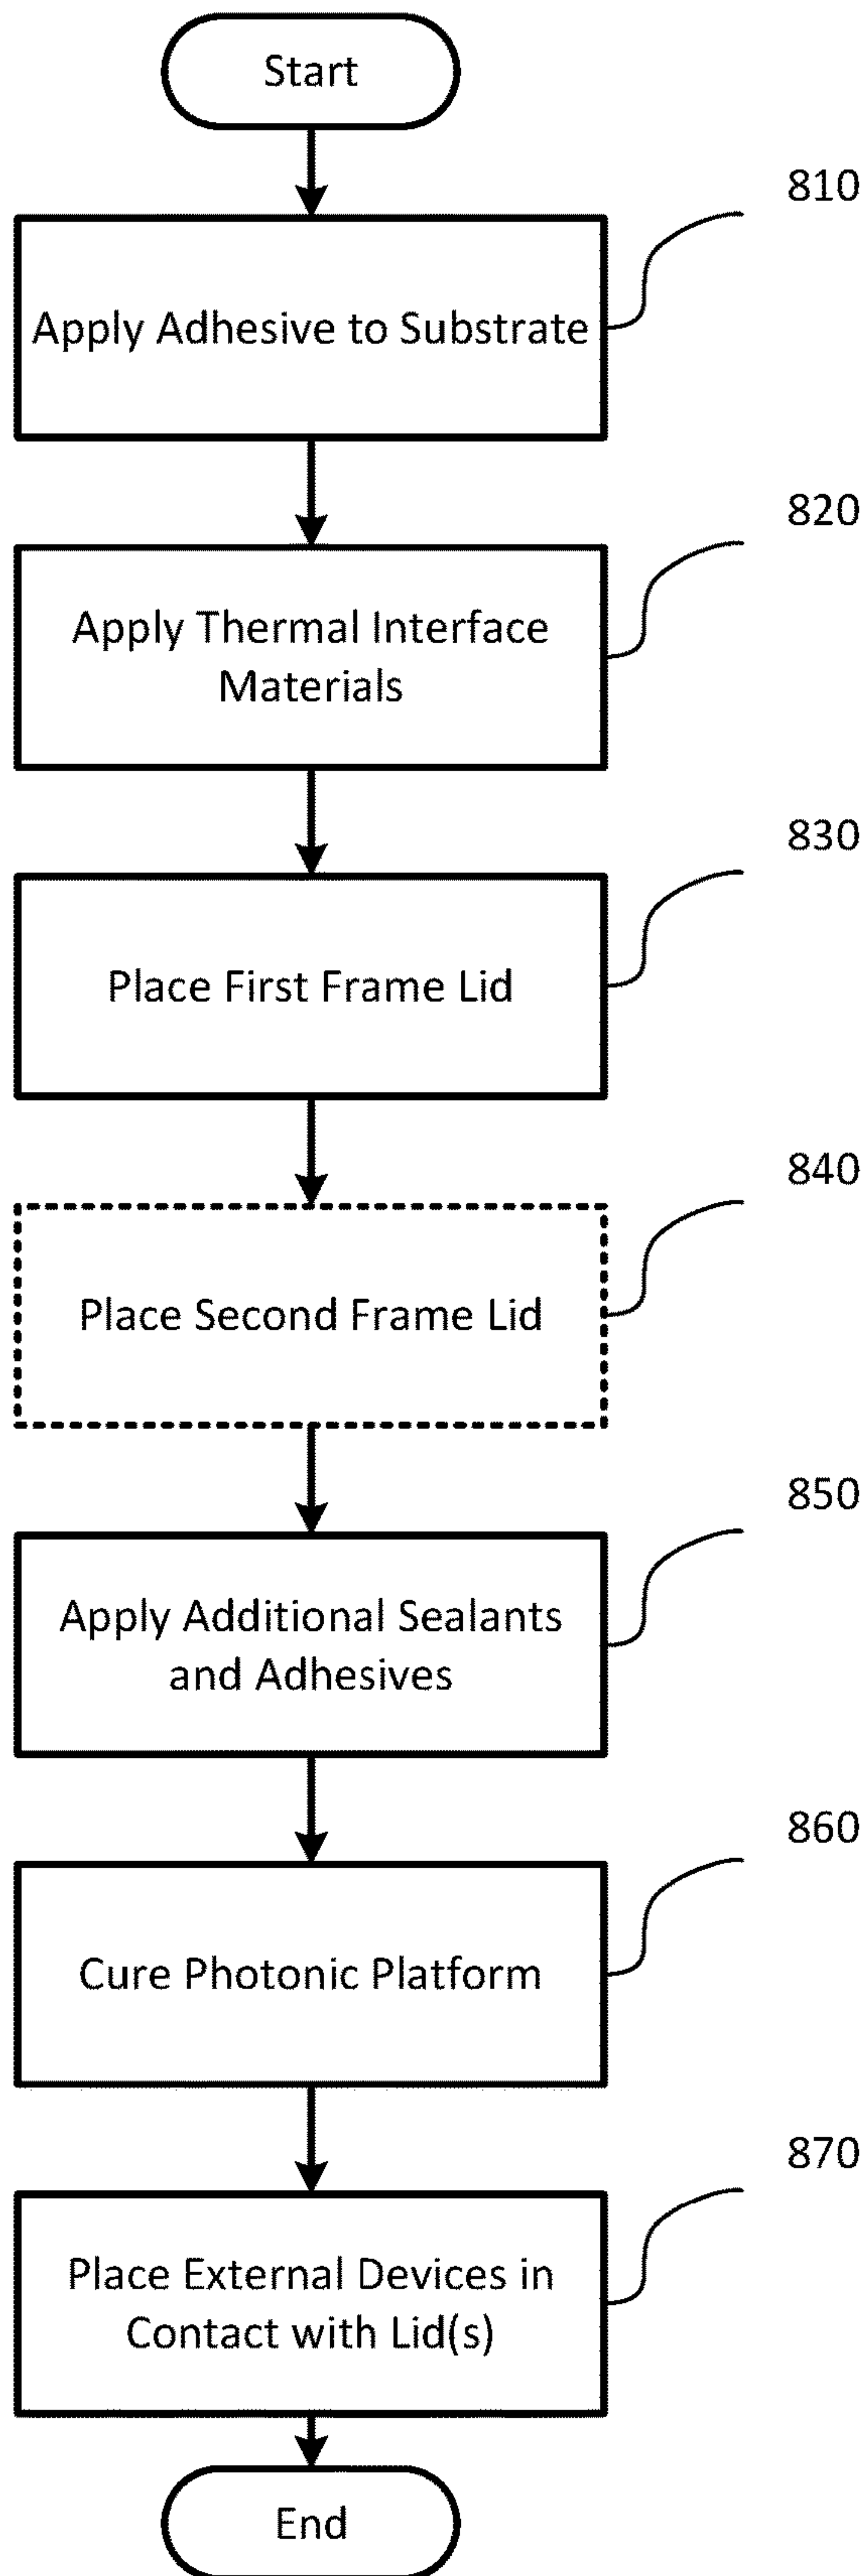 Start
810
Apply Adhesive to Substrate
820
Apply Thermal Interface
Materials
830
Place First Frame Lid
840
Place Second Frame Lid
850
Apply Additional Sealants
and Adhesives
860
Cure Photonic Platform
870
Place External Devices in
Contact with Lid(s)
End